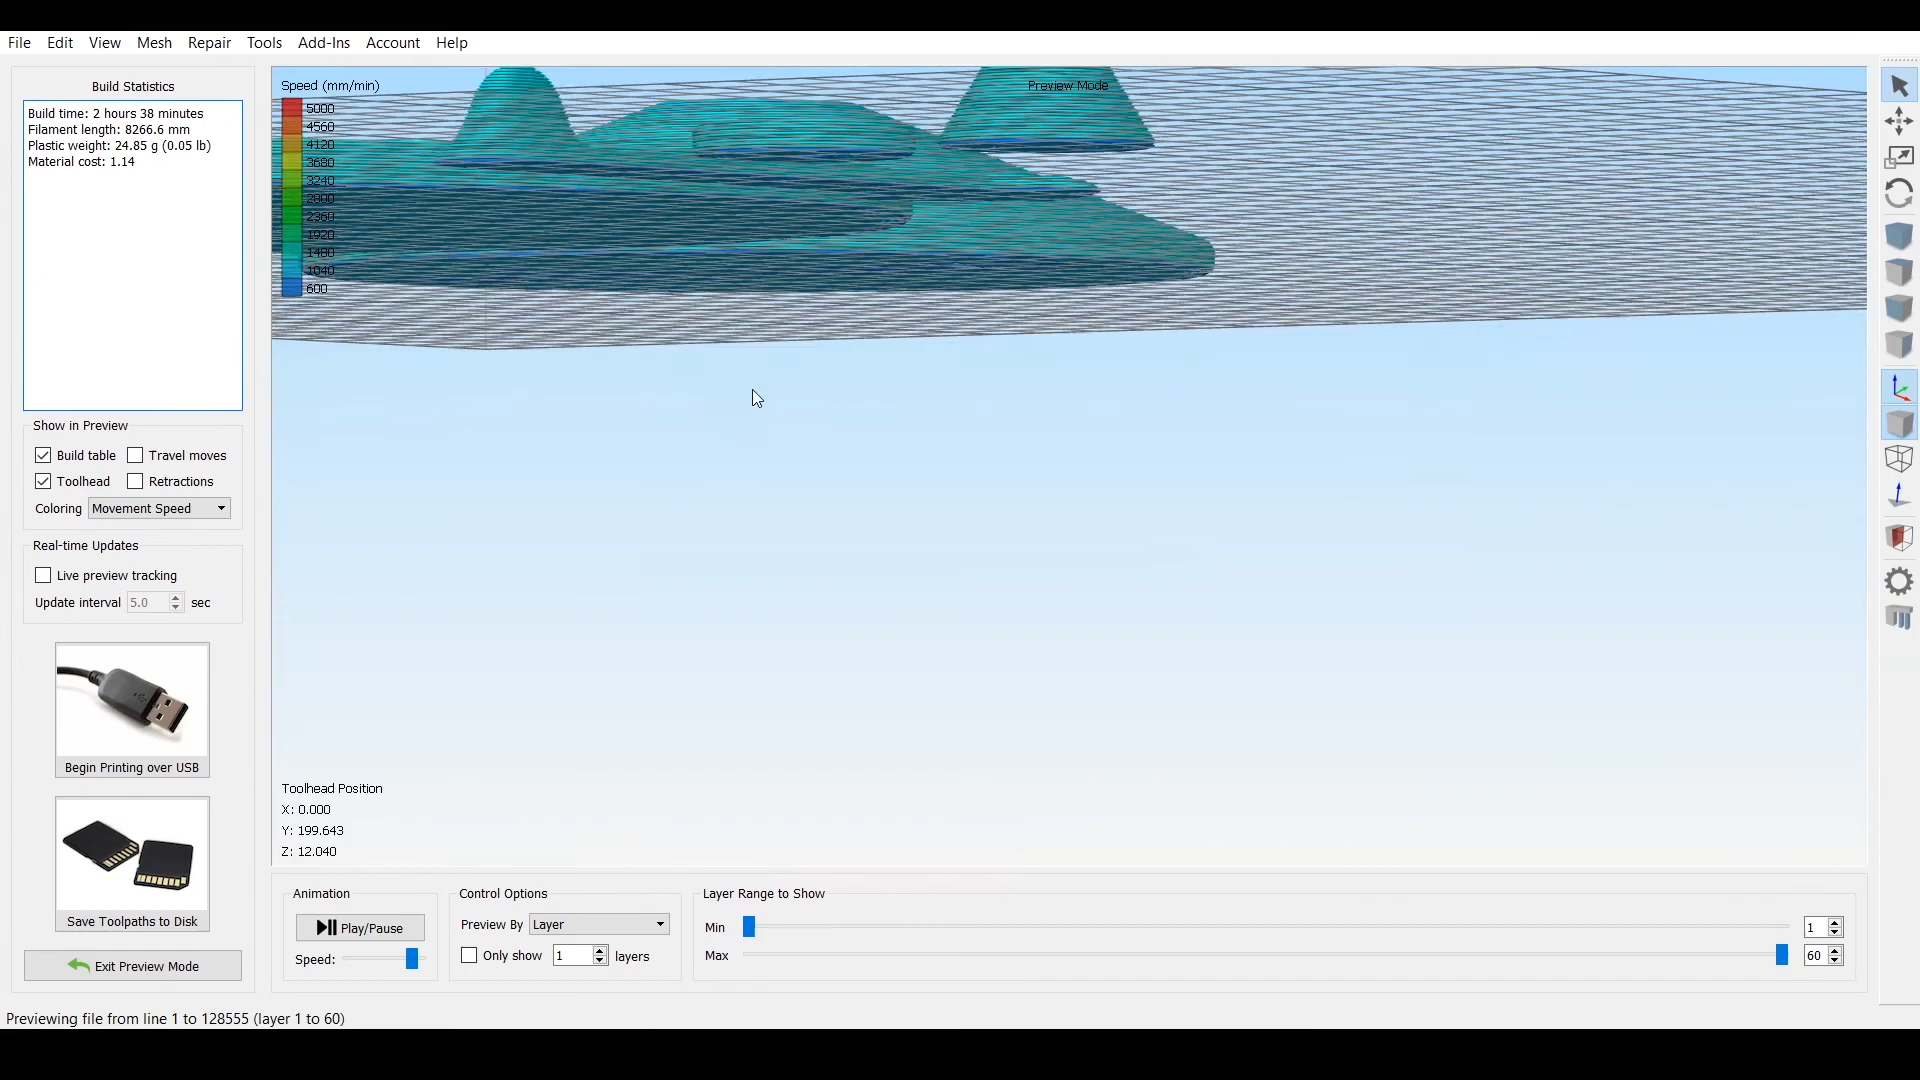 File Edit View Mesh Repair Tools Add-Ins Account Help
Build Statistics
Build time: 2 hours 38 minutes
Filament length: 8266.6 mm
Plastic weight: 24.85 g (0.05 lb)
Material cost: 1.14
Show in Preview
Build table Travel moves
Toolhead Retractions
Coloring Movement Speed
Real-time Updates
Live preview tracking
Update interval 5.0 sec
Begin Printing over USB
Save Toolpaths to Disk
Exit Preview Mode
Speed (mm/min)
Preview Mode
5000
4560
4120
3680
3240
2800
2360
1920
1480
1040
600
Toolhead Position
X: 0.000
Y: 199.643
Z: 12.040
Animation
Play/Pause
Speed:
Control Options
Preview By Layer
Only show 1 layers
Layer Range to Show
Min 1
Max 60
Previewing file from line 1 to 128555 (layer 1 to 60)